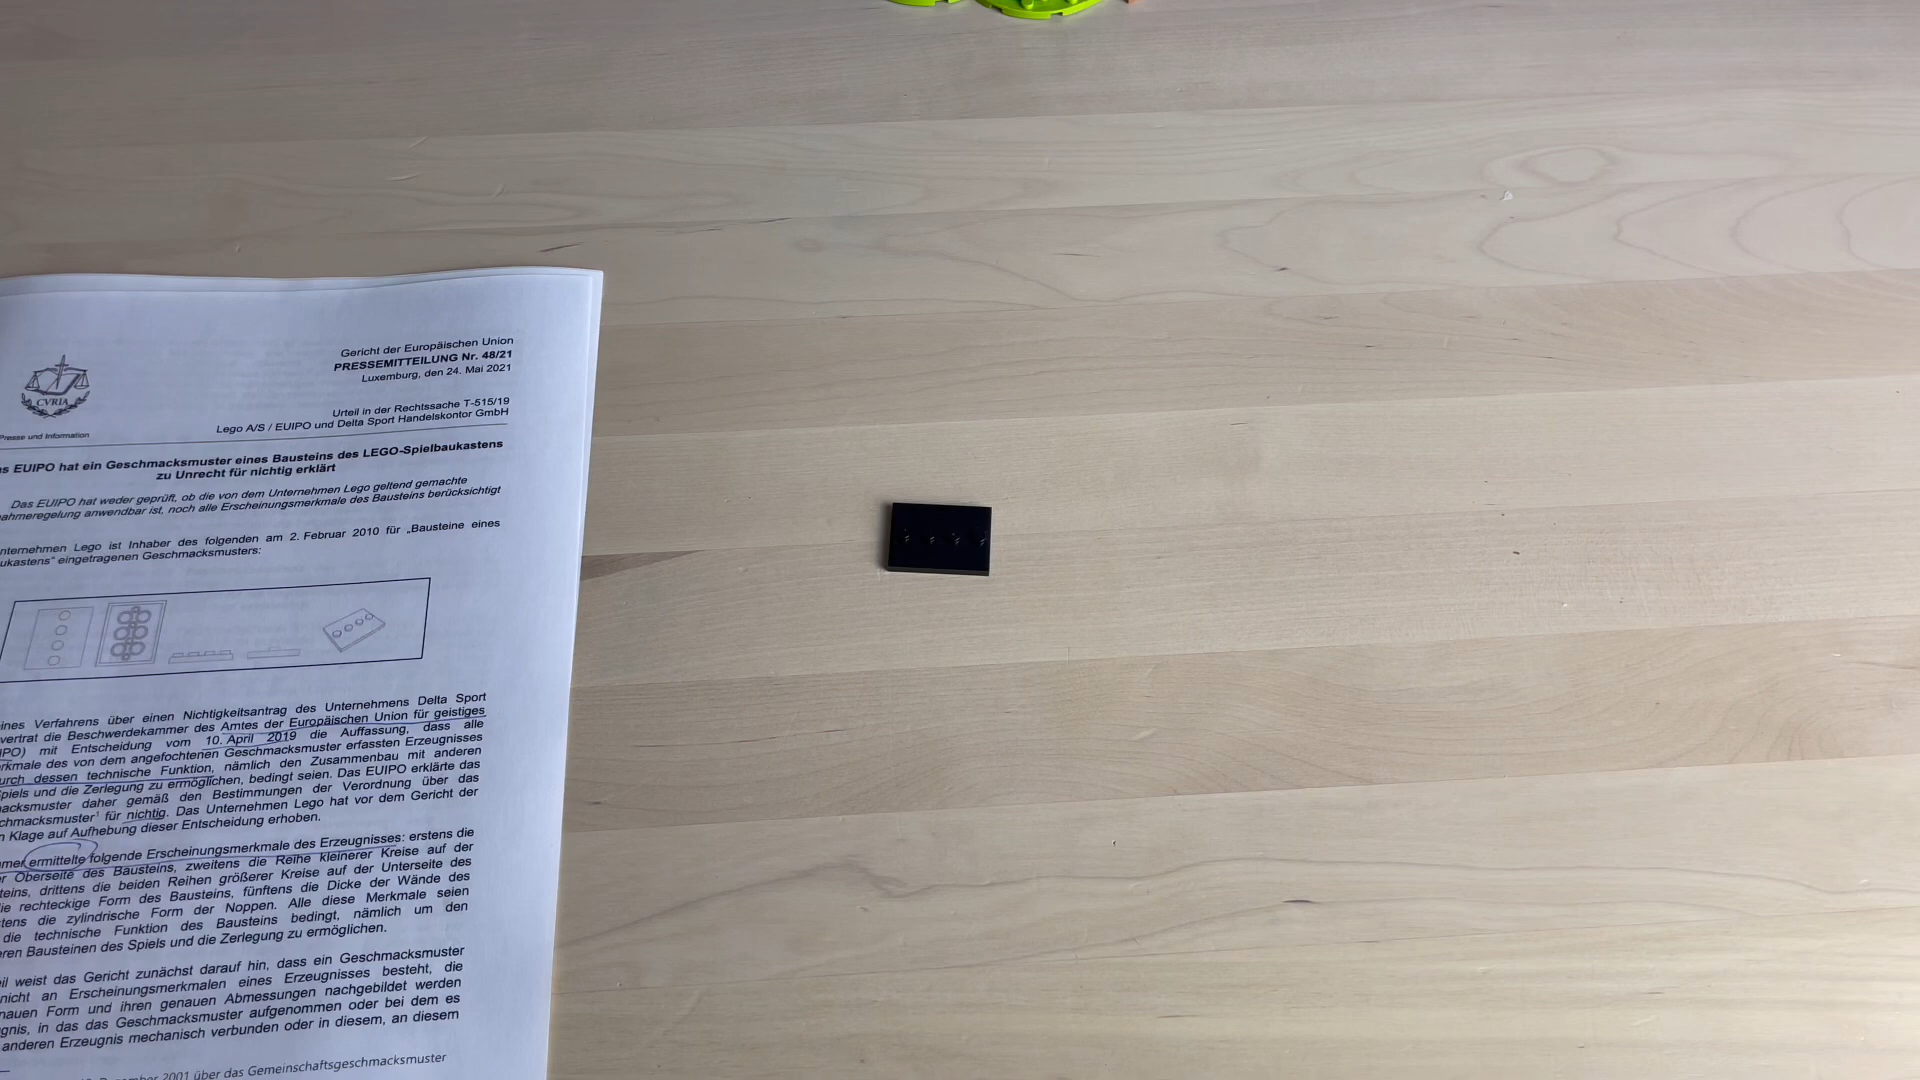 Gericht der Europäischen Union
PRESSEMITTEILUNG Nr. 48/21
Luxemburg, den 24. Mai 2021
CVRIA
Presse und Information
Urteil in der Rechtssache T-515/19
Lego A/S / EUIPO und Delta Sport Handelskontor GmbH
EUIPO hat ein Geschmacksmuster eines Bausteins des LEGO-Spielbaukastens
zu Unrecht für nichtig erklärt
Das EUIPO hat weder geprüft, ob die von dem Unternehmen Lego geltend gemachte
anwendbar ist, noch alle Erscheinungsmerkmale des Bausteins berücksichtigt
Lego ist Inhaber des folgenden am 2. Februar 2010 für „Bausteine eines
eingetragenen Geschmacksmusters:
eines Verfahrens über einen Nichtigkeitsantrag des Unternehmens Delta Sport
vertrat die Beschwerdekammer des Amtes der Europäischen Union für geistiges
mit Entscheidung vom 10. April 2019 die Auffassung, dass alle
des von dem angefochtenen Geschmacksmuster erfassten Erzeugnisses
dessen technische Funktion, nämlich den Zusammenbau mit anderen
und die Zerlegung zu ermöglichen, bedingt seien. Das EUIPO erklärte das
daher gemäß den Bestimmungen der Verordnung über das
für nichtig. Das Unternehmen Lego hat vor dem Gericht der
Klage auf Aufhebung dieser Entscheidung erhoben.
ermittelte folgende Erscheinungsmerkmale des Erzeugnisses: erstens die
Oberseite des Bausteins, zweitens die Reihe kleinerer Kreise auf der
drittens die beiden Reihen größerer Kreise auf der Unterseite des
die rechteckige Form des Bausteins, fünftens die Dicke der Wände des
die zylindrische Form der Noppen. Alle diese Merkmale seien
die technische Funktion des Bausteins bedingt, nämlich um den
Bausteinen des Spiels und die Zerlegung zu ermöglichen.
weist das Gericht zunächst darauf hin, dass ein Geschmacksmuster
nicht an Erscheinungsmerkmalen eines Erzeugnisses besteht, die
Form und ihren genauen Abmessungen nachgebildet werden
in das das Geschmacksmuster aufgenommen oder bei dem es
anderen Erzeugnis mechanisch verbunden oder in diesem, an diesem
2001 über das Gemeinschaftsgeschmacksmuster